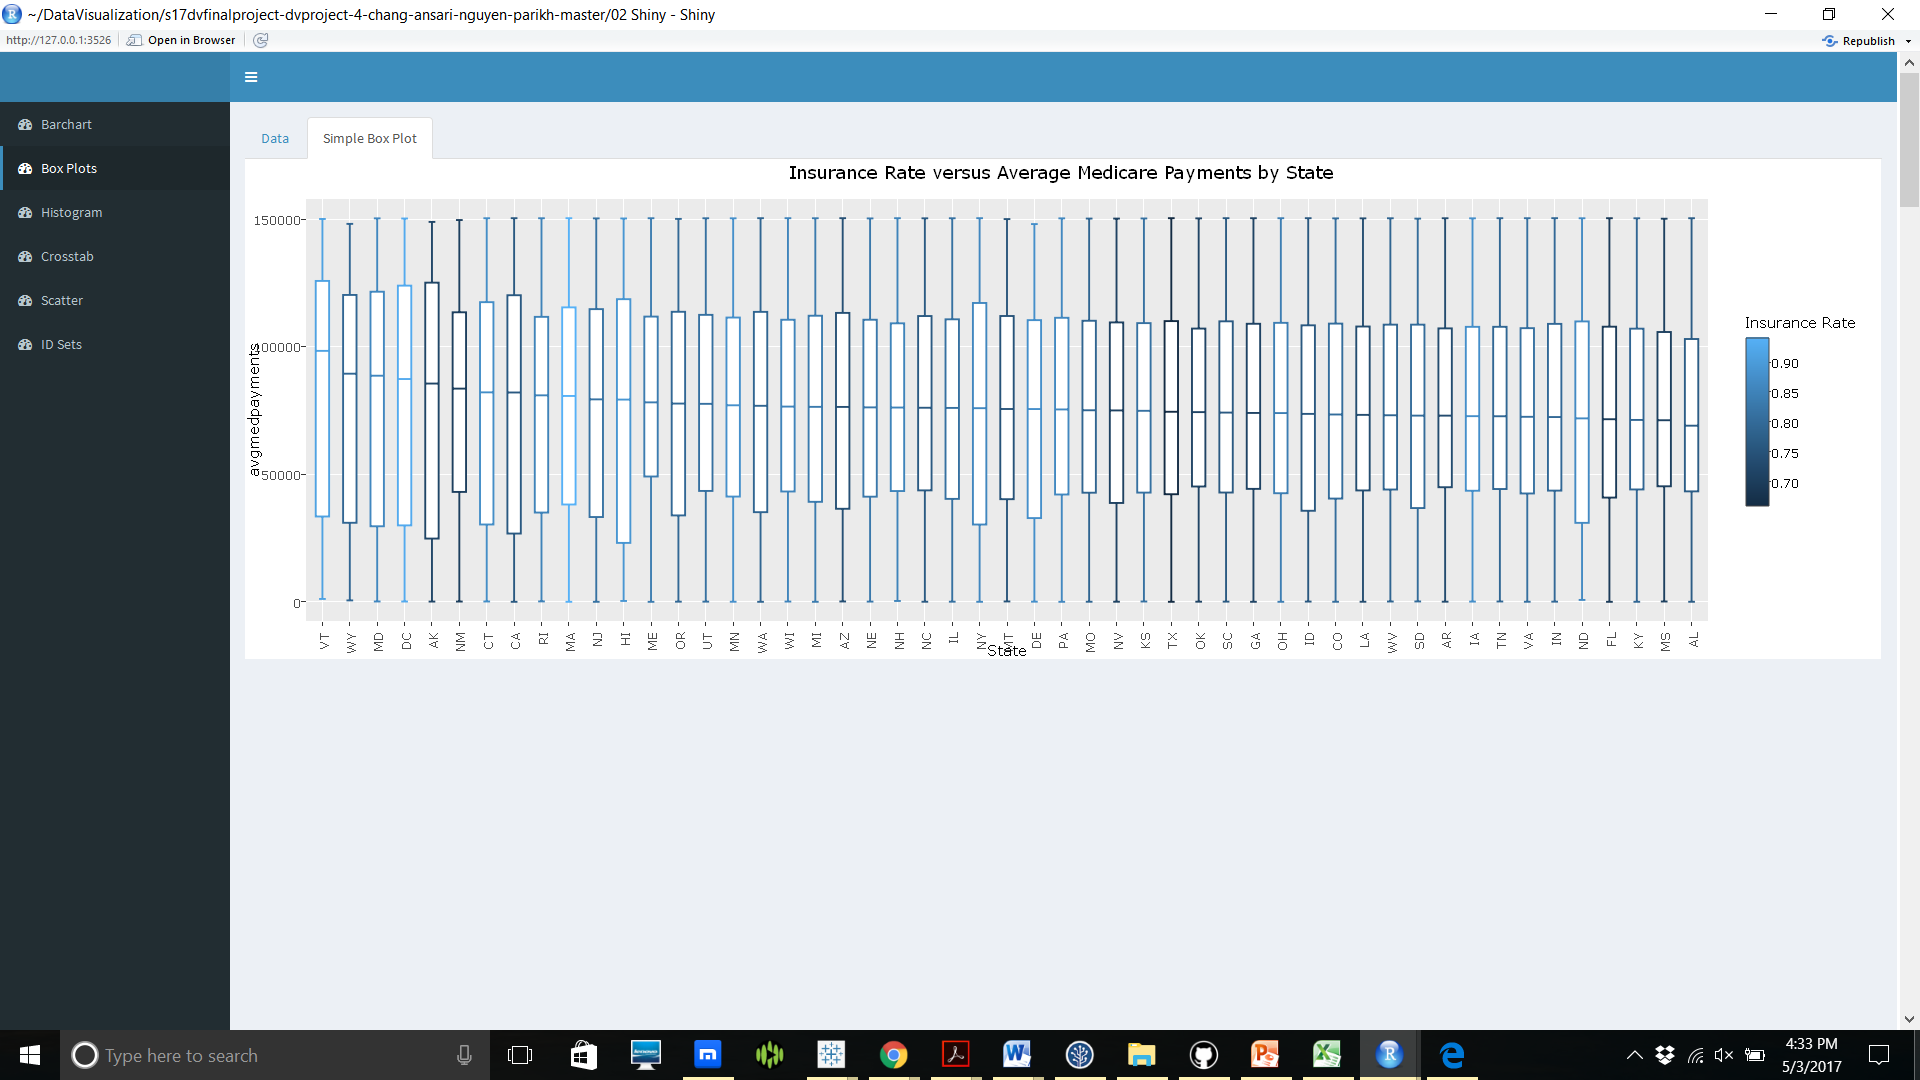 ~/DataVisualization/s17dvfinalproject-dvproject-4-chang-ansari-nguyen-parikh-master/02 Shiny - Shiny
http://127.0.0.1:3526 Open in Browser Republish
Barchart
Box Plots
Histogram
Crosstab
Scatter
ID Sets
Data Simple Box Plot
Insurance Rate versus Average Medicare Payments by State
avgmedpayments
150000
100000
50000
0
VT WY MD DC AK NM CT CA RI MA NJ HI ME OR UT MN WA WI MI AZ NE NH NC IL NY MT DE PA MO NV KS TX OK SC GA OH ID CO LA WV SD AR IA TN VA IN ND FL KY MS AL
State
Insurance Rate
0.90
0.85
0.80
0.75
0.70
Type here to search
4:33 PM
5/3/2017